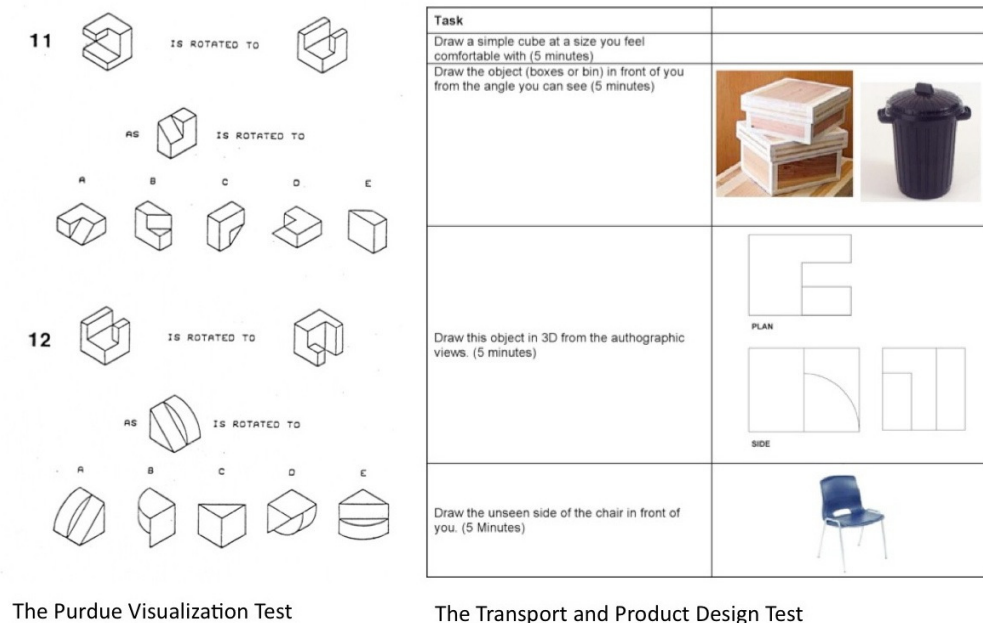 11
IS ROTATED TO
AS
IS ROTATED TO
A B C D E
12
IS ROTATED TO
AS
IS ROTATED TO
A B C D E
The Purdue Visualization Test
Task
Draw a simple cube at a size you feel
comfortable with (5 minutes)
Draw the object (boxes or bin) in front of you
from the angle you can see (5 minutes)
Draw this object in 3D from the authographic
views. (5 minutes)
PLAN
SIDE
Draw the unseen side of the chair in front of
you. (5 Minutes)
The Transport and Product Design Test